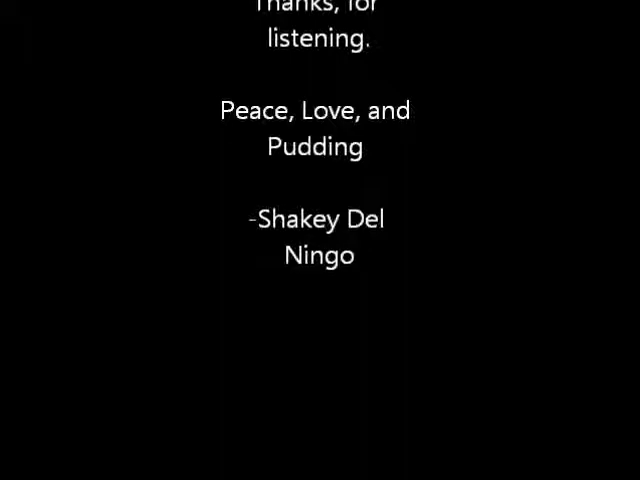 Thanks, for
listening.
Peace, Love, and
Pudding
-Shakey Del
Ningo